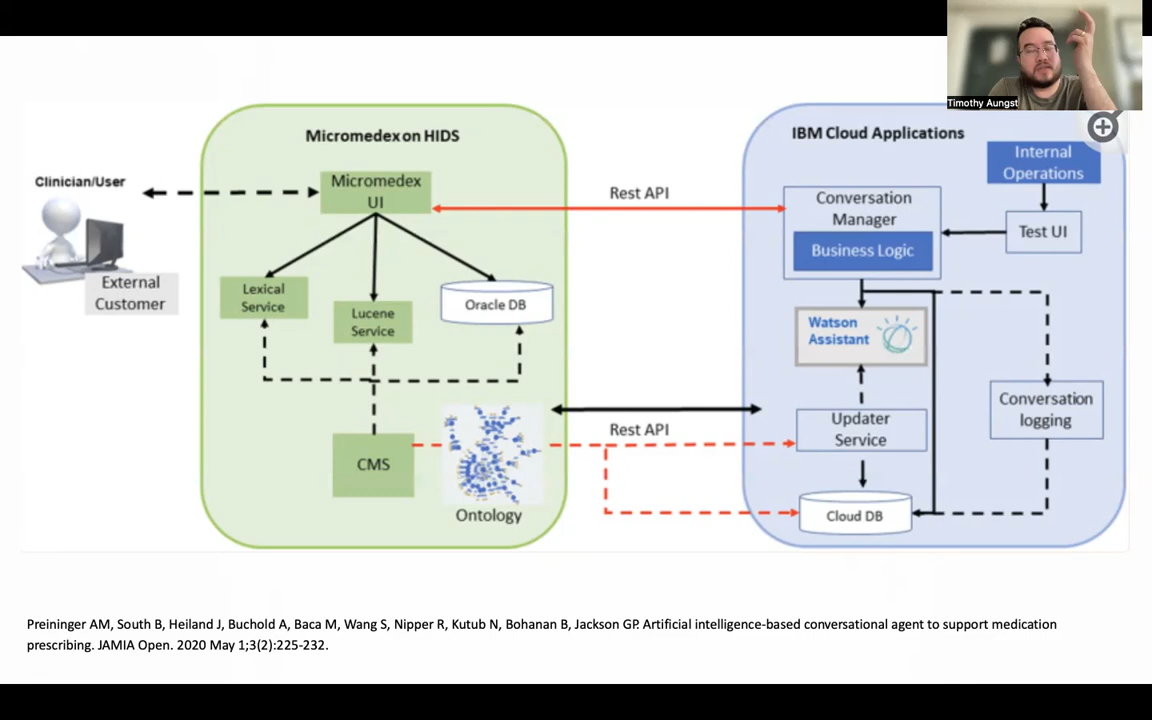 Timothy Aungst
Micromedex on HIDS
IBM Cloud Applications
Internal
Operations
Clinician/User
Micromedex
UI
Rest API
Conversation
Manager
Business Logic
Test UI
External
Customer
Lexical
Service
Lucene
Service
Oracle DB
Watson
Assistant
Conversation
logging
Rest API
Updater
Service
CMS
Ontology
Cloud DB
Preininger AM, South B, Heiland J, Buchold A, Baca M, Wang S, Nipper R, Kutub N, Bohanan B, Jackson GP. Artificial intelligence-based conversational agent to support medication
prescribing. JAMIA Open. 2020 May 1;3(2):225-232.